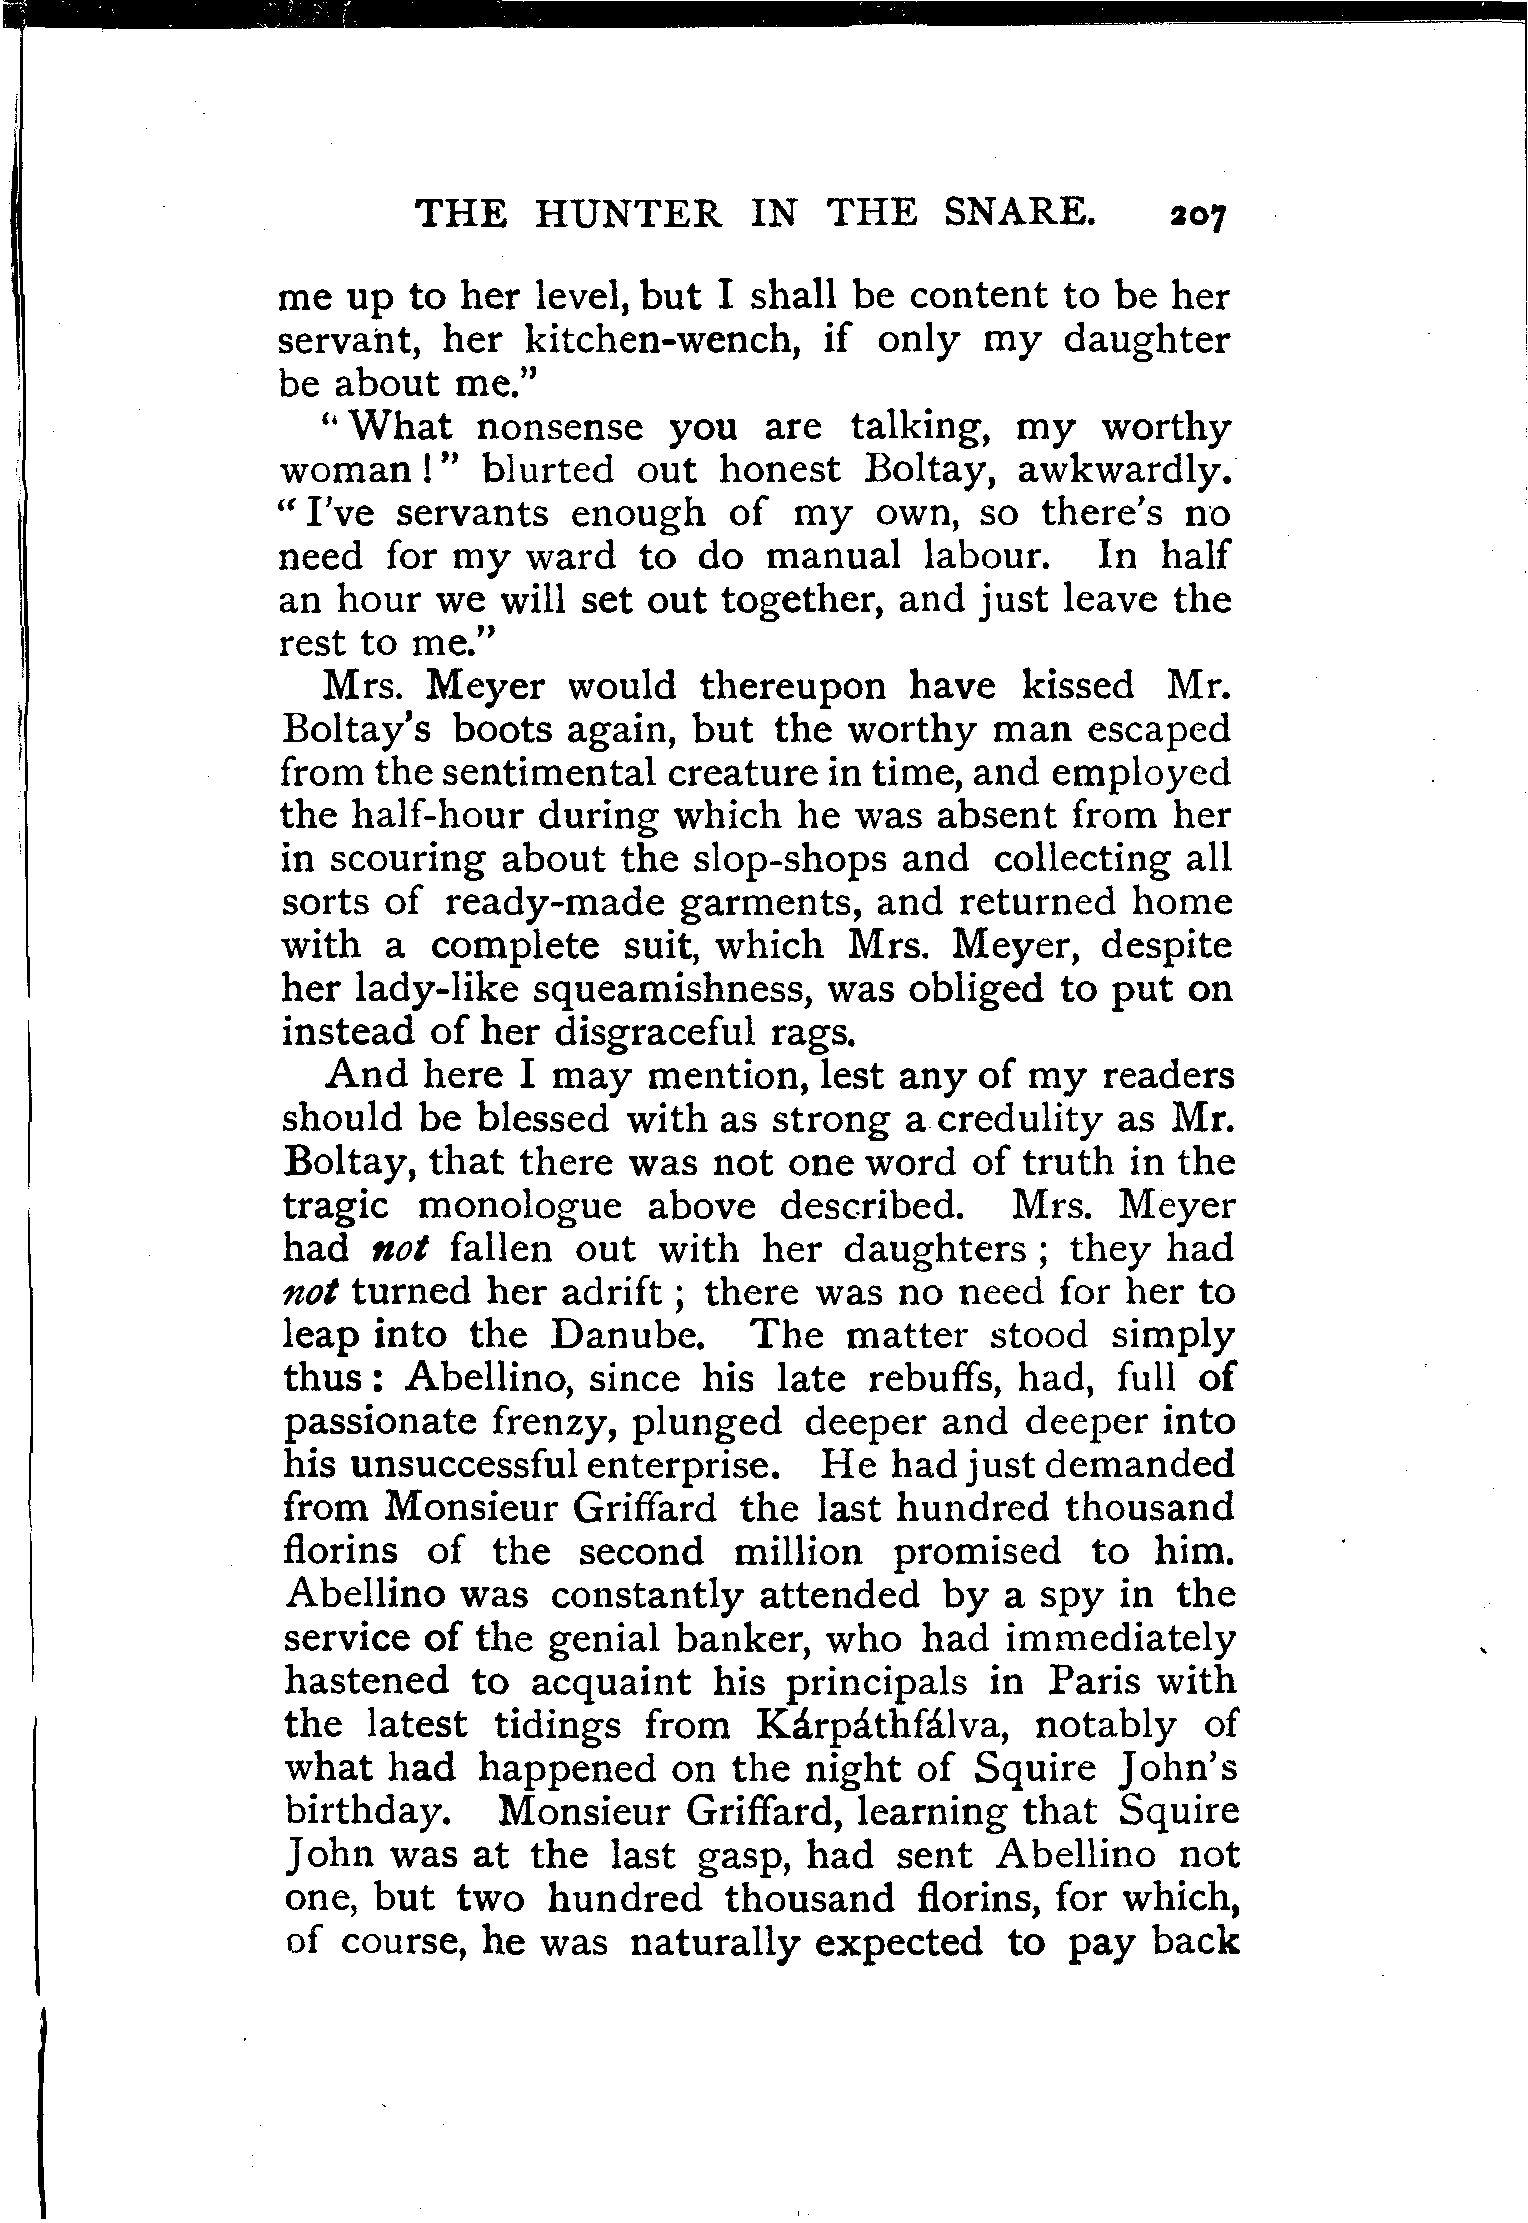 THE HUNTER IN THE SNARE. 207
me up to her level, but I shall be content to be her
servant, her kitchen-wench, if only my daughter
be about me."
"What nonsense you are talking, my worthy
woman!" blurted out honest Boltay, awkwardly.
"I've servants enough of my own, so there's no
need for my ward to do manual labour. In half
an hour we will set out together, and just leave the
rest to me."
Mrs. Meyer would thereupon have kissed Mr.
Boltay's boots again, but the worthy man escaped
from the sentimental creature in time, and employed
the half-hour during which he was absent from her
in scouring about the slop-shops and collecting all
sorts of ready-made garments, and returned home
with a complete suit, which Mrs. Meyer, despite
her lady-like squeamishness, was obliged to put on
instead of her disgraceful rags.
And here I may mention, lest any of my readers
should be blessed with as strong a credulity as Mr.
Boltay, that there was not one word of truth in the
tragic monologue above described. Mrs. Meyer
had not fallen out with her daughters; they had
not turned her adrift; there was no need for her to
leap into the Danube. The matter stood simply
thus: Abellino, since his late rebuffs, had, full of
passionate frenzy, plunged deeper and deeper into
his unsuccessful enterprise. He had just demanded
from Monsieur Griffard the last hundred thousand
florins of the second million promised to him.
Abellino was constantly attended by a spy in the
service of the genial banker, who had immediately
hastened to acquaint his principals in Paris with
the latest tidings from Kárpáthfálva, notably of
what had happened on the night of Squire John's
birthday. Monsieur Griffard, learning that Squire
John was at the last gasp, had sent Abellino not
one, but two hundred thousand florins, for which,
of course, he was naturally expected to pay back